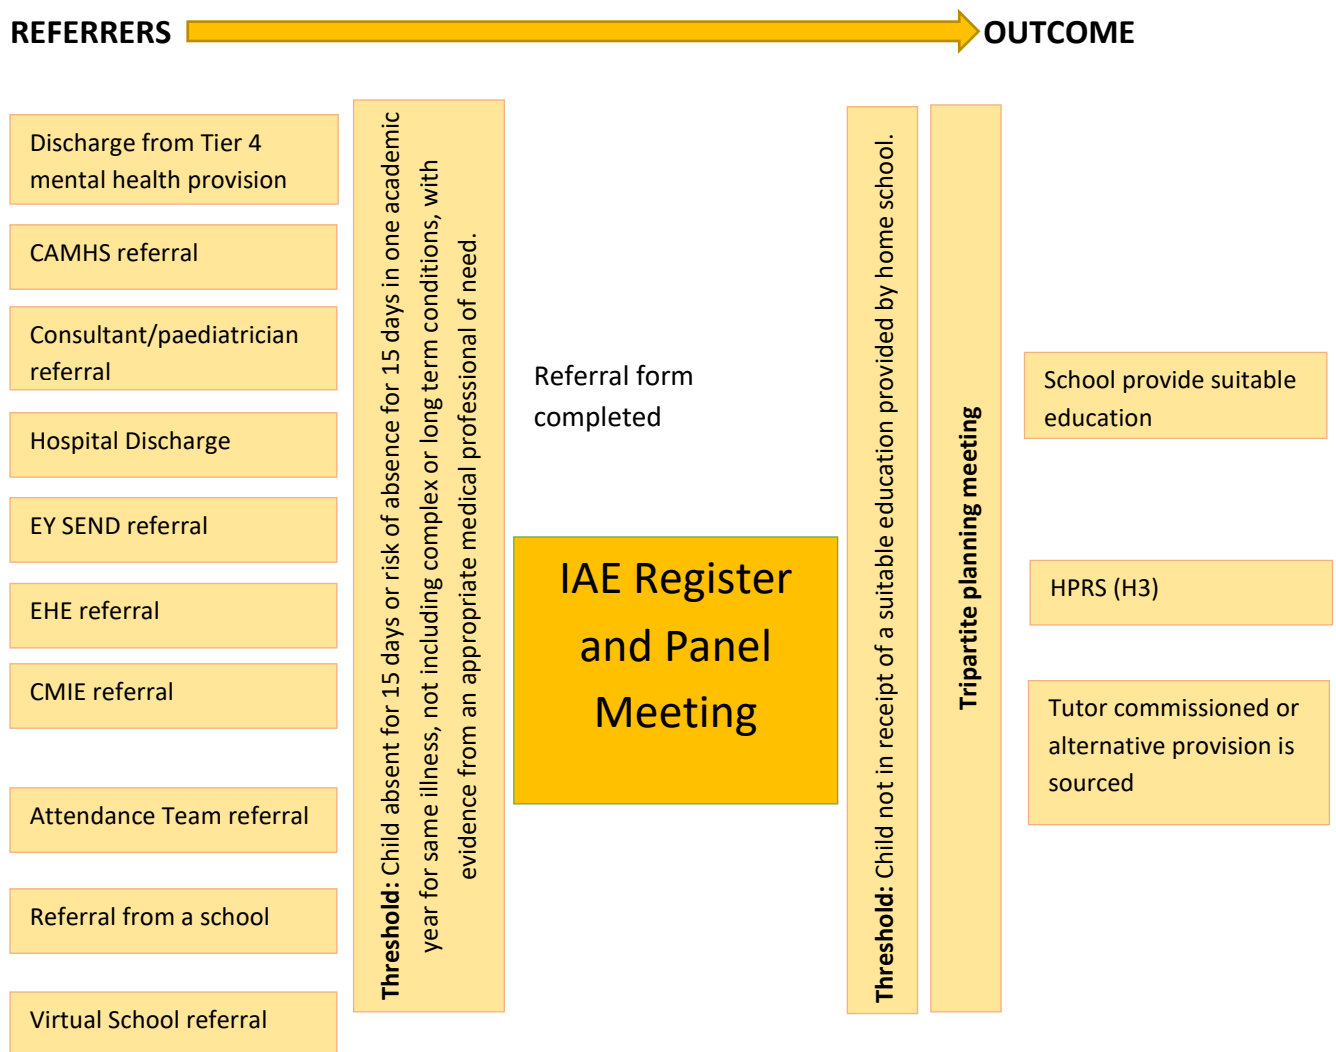 REFERRERS
OUTCOME
Discharge from Tier 4
mental health provision
CAMHS referral
Consultant/paediatrician
referral
Hospital Discharge
EY SEND referral
EHE referral
CMIE referral
Attendance Team referral
Referral from a school
Virtual School referral
Threshold: Child absent for 15 days or risk of absence for 15 days in one academic
year for same illness, not including complex or long term conditions, with
evidence from an appropriate medical professional of need.
Referral form
completed
IAE Register
and Panel
Meeting
Threshold: Child not in receipt of a suitable education provided by home school.
Tripartite planning meeting
School provide suitable
education
HPRS (H3)
Tutor commissioned or
alternative provision is
sourced